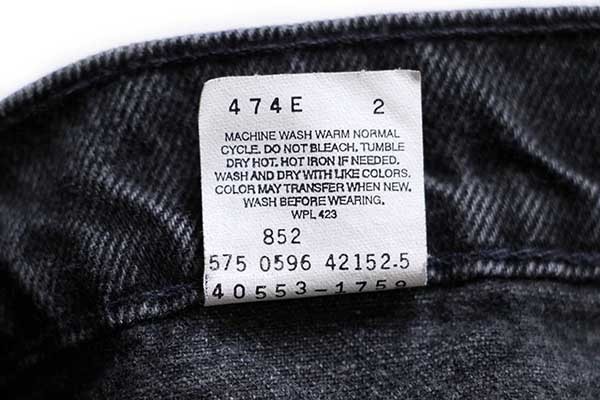 474E 2
MACHINE WASH WARM NORMAL
CYCLE. DO NOT BLEACH. TUMBLE
DRY HOT. HOT IRON IF NEEDED.
WASH AND DRY WITH LIKE COLORS.
COLOR MAY TRANSFER WHEN NEW.
WASH BEFORE WEARING.
WPL 423
852
575 0596 42152-5
40553-1759